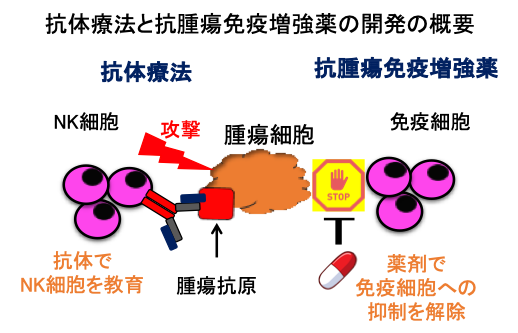 抗体療法と抗腫瘍免疫増強薬の開発の概要
抗体療法
抗腫瘍免疫増強薬
NK細胞
攻撃
腫瘍細胞
免疫細胞
STOP
抗体で
NK細胞を教育
腫瘍抗原
薬剤で
免疫細胞への
抑制を解除